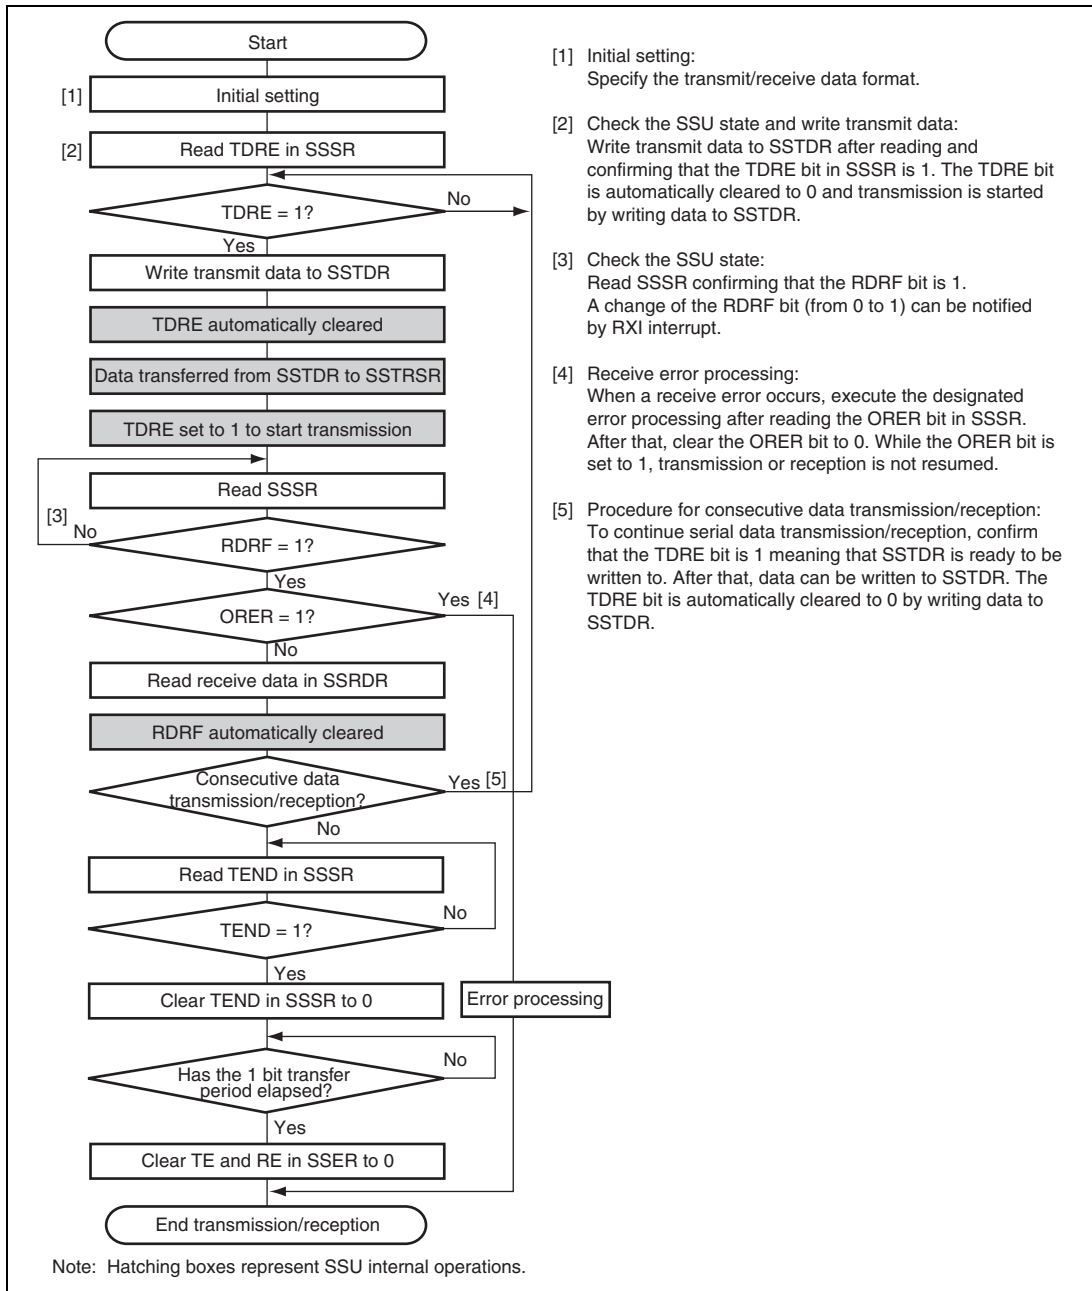 Start
[1] Initial setting
[2] Read TDRE in SSSR
TDRE = 1?
No
Yes
Write transmit data to SSTDR
TDRE automatically cleared
Data transferred from SSTDR to SSTRSR
TDRE set to 1 to start transmission
Read SSSR
[3]
No
RDRF = 1?
Yes
Yes [4]
ORER = 1?
No
Read receive data in SSRDR
RDRF automatically cleared
Consecutive data
transmission/reception?
Yes [5]
No
Read TEND in SSSR
No
TEND = 1?
Yes
Clear TEND in SSSR to 0
Error processing
No
Has the 1 bit transfer
period elapsed?
Yes
Clear TE and RE in SSER to 0
End transmission/reception
[1] Initial setting:
Specify the transmit/receive data format.
[2] Check the SSU state and write transmit data:
Write transmit data to SSTDR after reading and
confirming that the TDRE bit in SSSR is 1. The TDRE bit
is automatically cleared to 0 and transmission is started
by writing data to SSTDR.
[3] Check the SSU state:
Read SSSR confirming that the RDRF bit is 1.
A change of the RDRF bit (from 0 to 1) can be notified
by RXI interrupt.
[4] Receive error processing:
When a receive error occurs, execute the designated
error processing after reading the ORER bit in SSSR.
After that, clear the ORER bit to 0. While the ORER bit is
set to 1, transmission or reception is not resumed.
[5] Procedure for consecutive data transmission/reception:
To continue serial data transmission/reception, confirm
that the TDRE bit is 1 meaning that SSTDR is ready to be
written to. After that, data can be written to SSTDR. The
TDRE bit is automatically cleared to 0 by writing data to
SSTDR.
Note: Hatching boxes represent SSU internal operations.